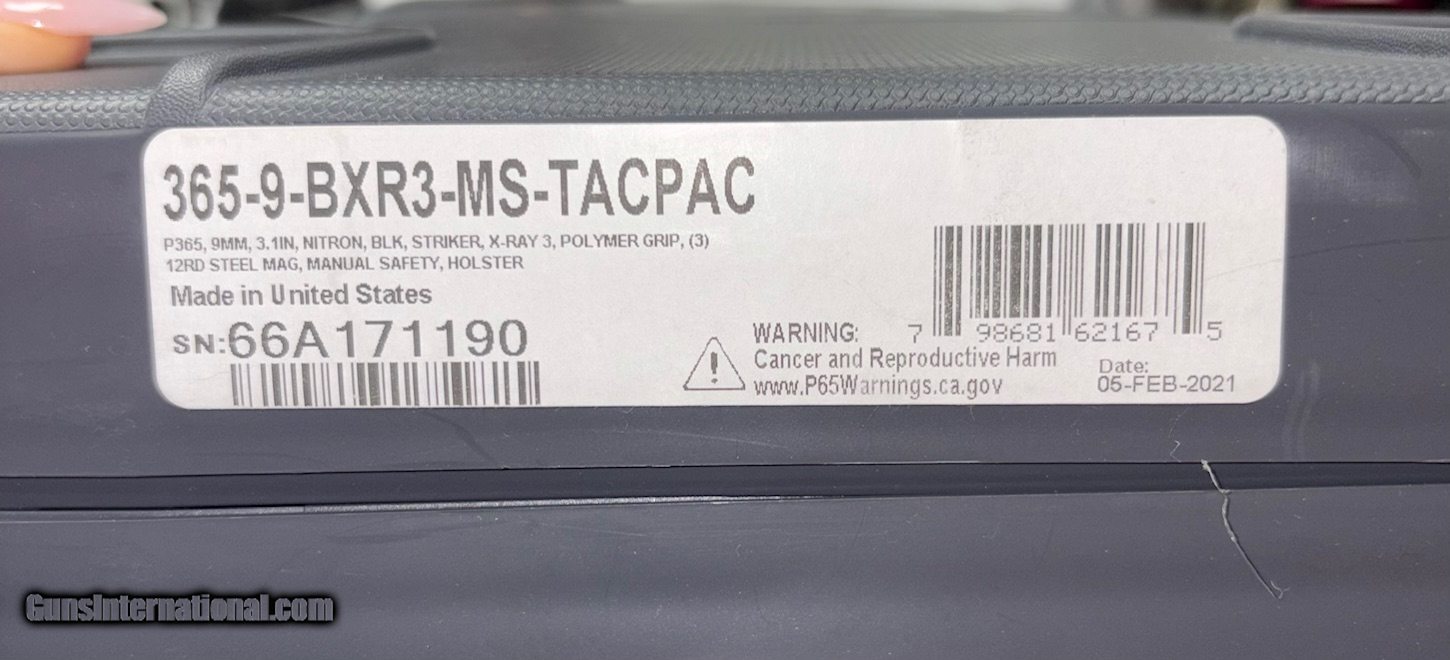 365-9-BXR3-MS-TACPAC
P365, 9MM, 3.1IN, NITRON, BLK, STRIKER, X-RAY 3, POLYMER GRIP, (3)
12RD STEEL MAG, MANUAL SAFETY, HOLSTER
Made in United States
SN:66A171190
WARNING:
Cancer and Reproductive Harm
www.P65Warnings.ca.gov
7 98681 62167 5
Date:
05-FEB-2021
GunsInternational.com